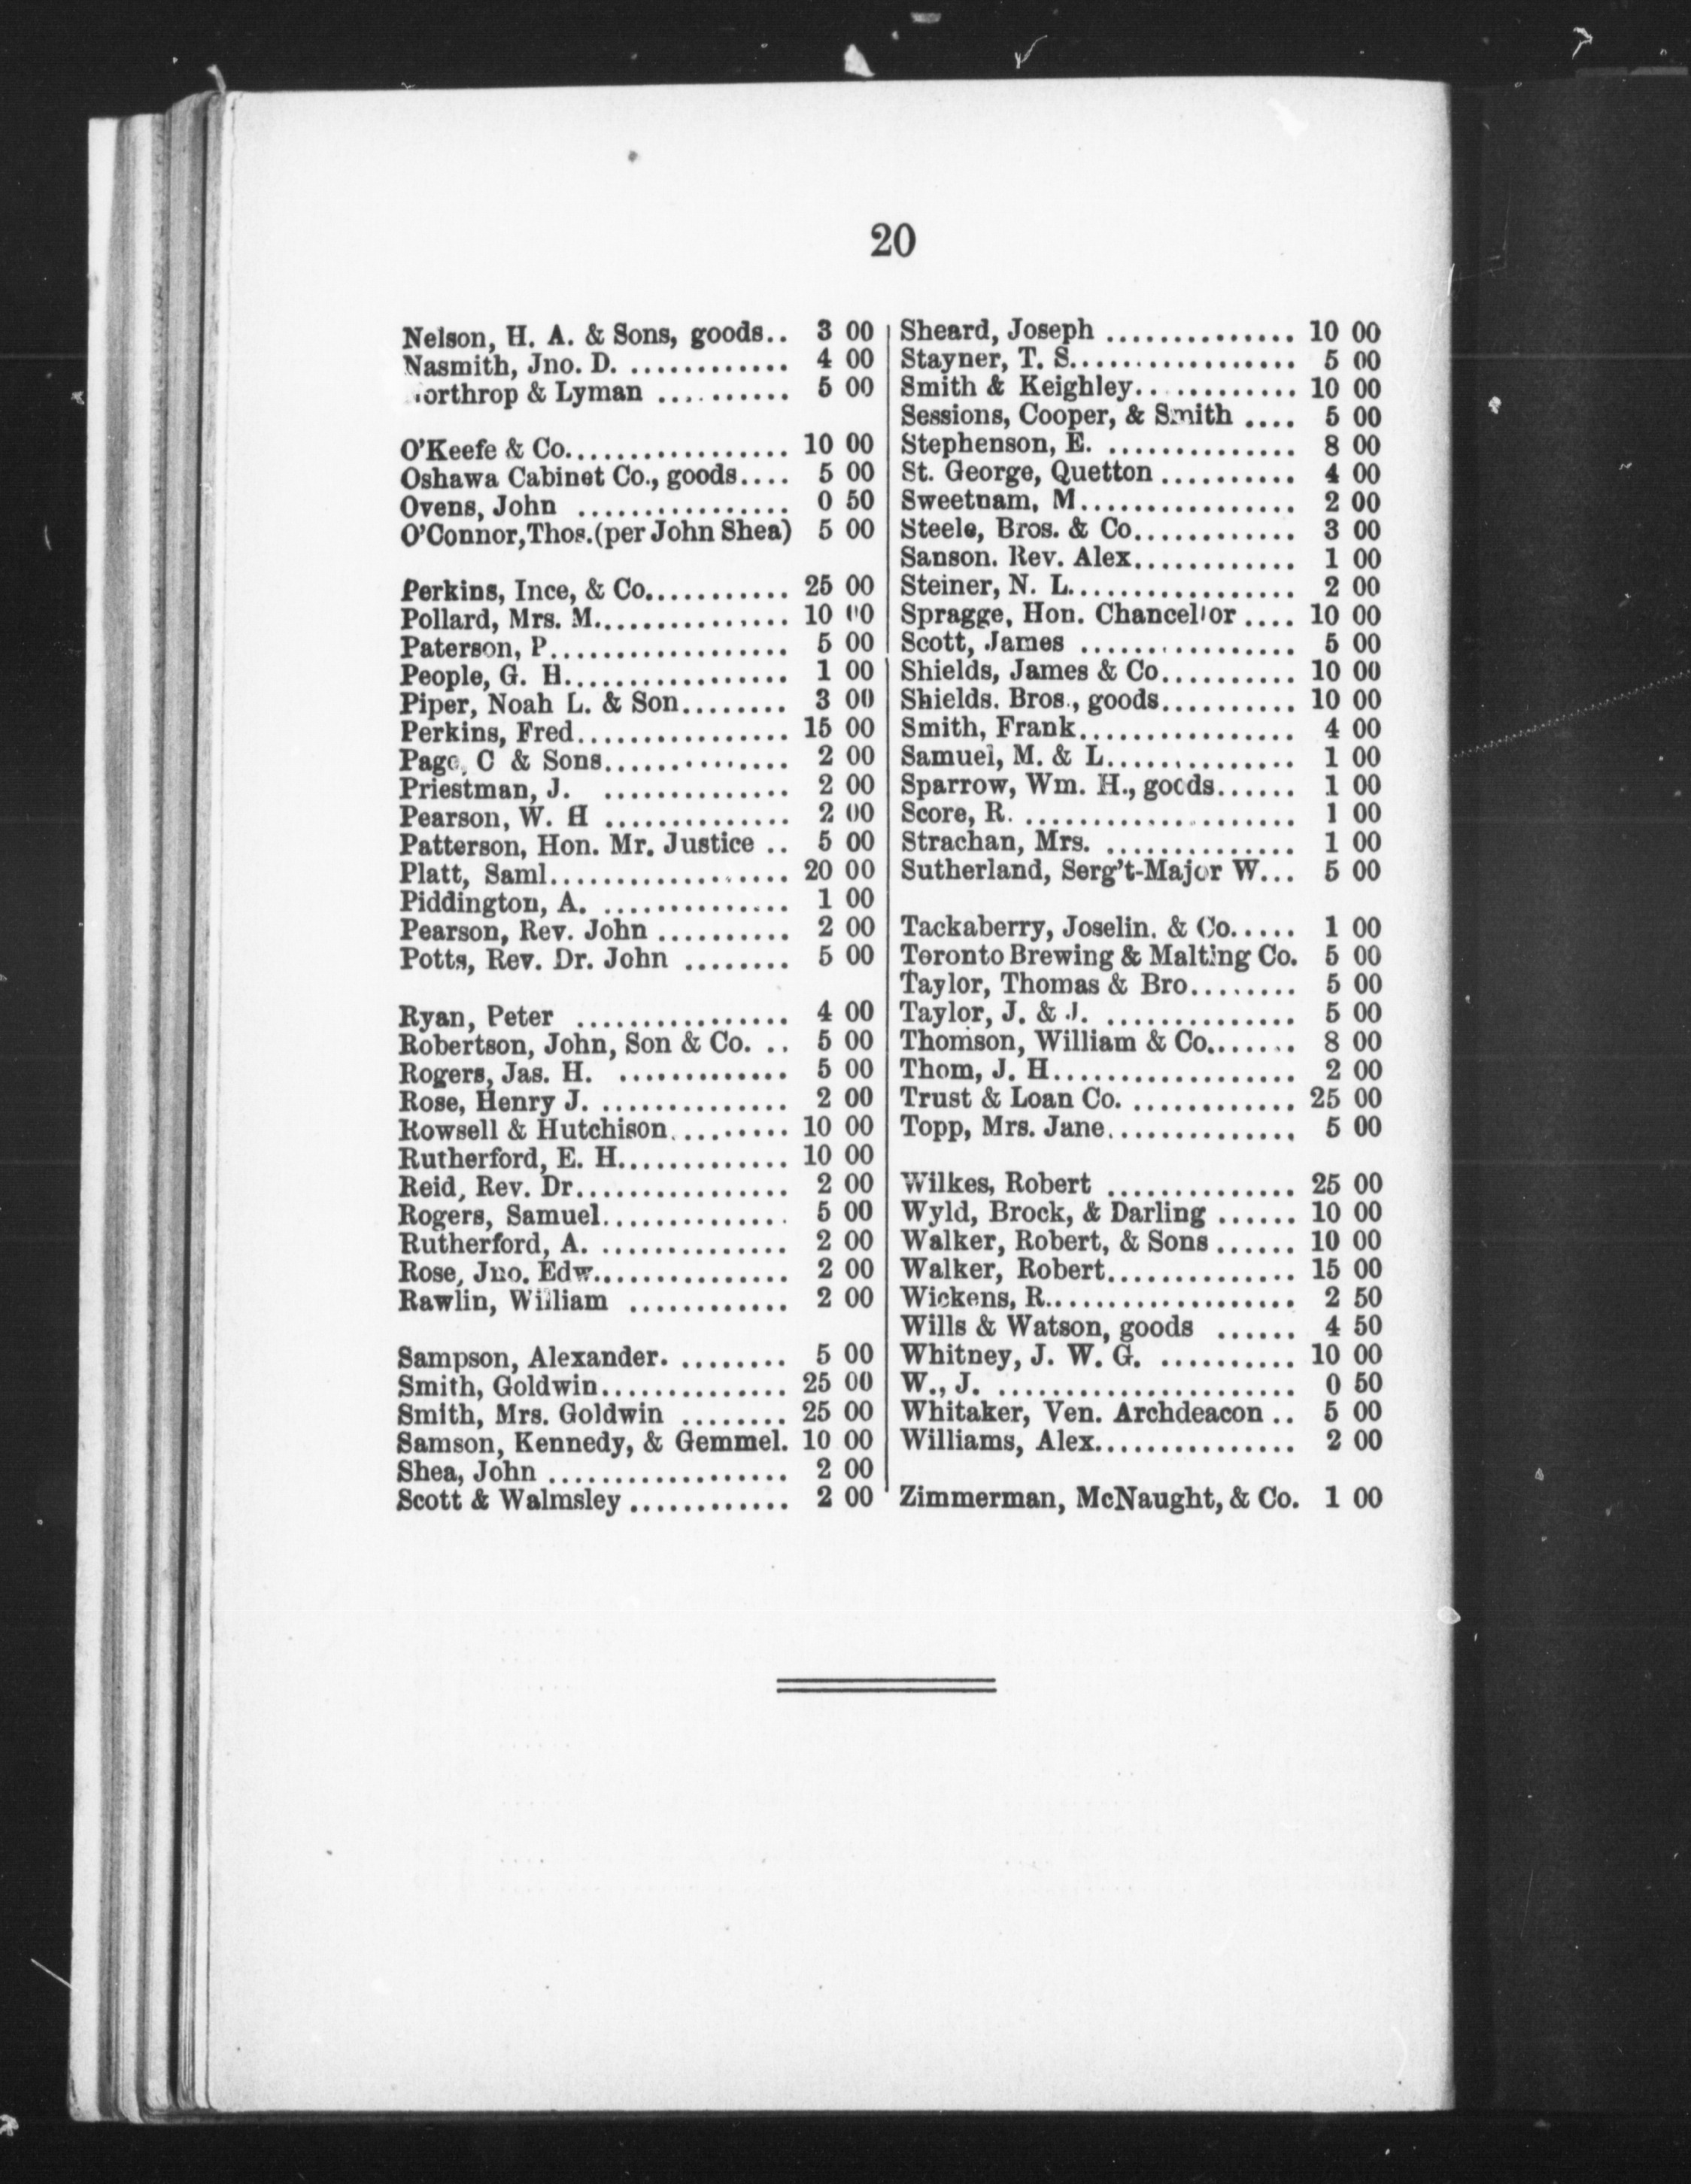 20
Nelson, H. A. & Sons, goods.. 3 00
Nasmith, Jno. D. ............ 4 00
orthrop & Lyman .......... 5 00
O'Keefe & Co................. 10 00
Oshawa Cabinet Co., goods.... 5 00
Ovens, John ................ 0 50
O'Connor, Thos. (per John Shea) 5 00
Perkins, Ince, & Co........... 25 00
Pollard, Mrs. M............... 10 00
Paterson, P.................. 5 00
People, G. H................. 1 00
Piper, Noah L. & Son........ 3 00
Perkins, Fred................ 15 00
Page, C & Sons.............. 2 00
Priestman, J. .............. 2 00
Pearson, W. H .............. 2 00
Patterson, Hon. Mr. Justice .. 5 00
Platt, Saml.................. 20 00
Piddington, A. .............. 1 00
Pearson, Rev. John .......... 2 00
Potts, Rev. Dr. John ........ 5 00
Ryan, Peter ................ 4 00
Robertson, John, Son & Co. .. 5 00
Rogers, Jas. H. ............. 5 00
Rose, Henry J. .............. 2 00
Rowsell & Hutchison......... 10 00
Rutherford, E. H............. 10 00
Reid, Rev. Dr................ 2 00
Rogers, Samuel.............. 5 00
Rutherford, A. .............. 2 00
Rose, Jno. Edw............... 2 00
Rawlin, William ............ 2 00
Sampson, Alexander. ........ 5 00
Smith, Goldwin.............. 25 00
Smith, Mrs. Goldwin ........ 25 00
Samson, Kennedy, & Gemmel. 10 00
Shea, John .................. 2 00
Scott & Walmsley ............ 2 00
Sheard, Joseph .............. 10 00
Stayner, T. S................. 5 00
Smith & Keighley............ 10 00
Sessions, Cooper, & Smith .... 5 00
Stephenson, E. .............. 8 00
St. George, Quetton .......... 4 00
Sweetnam, M................ 2 00
Steele, Bros. & Co............ 3 00
Sanson. Rev. Alex............ 1 00
Steiner, N. L................. 2 00
Spragge, Hon. Chancellor .... 10 00
Scott, James ................ 5 00
Shields, James & Co.......... 10 00
Shields. Bros., goods.......... 10 00
Smith, Frank................ 4 00
Samuel, M. & L.............. 1 00
Sparrow, Wm. H., goods...... 1 00
Score, R. .................... 1 00
Strachan, Mrs. .............. 1 00
Sutherland, Serg't-Major W... 5 00
Tackaberry, Joselin. & Co..... 1 00
Toronto Brewing & Malting Co. 5 00
Taylor, Thomas & Bro........ 5 00
Taylor, J. & J. .............. 5 00
Thomson, William & Co....... 8 00
Thom, J. H.................. 2 00
Trust & Loan Co. ............ 25 00
Topp, Mrs. Jane.............. 5 00
Wilkes, Robert .............. 25 00
Wyld, Brock, & Darling ...... 10 00
Walker, Robert, & Sons ...... 10 00
Walker, Robert.............. 15 00
Wickens, R................... 2 50
Wills & Watson, goods ...... 4 50
Whitney, J. W. G. .......... 10 00
W., J. ...................... 0 50
Whitaker, Ven. Archdeacon .. 5 00
Williams, Alex............... 2 00
Zimmerman, McNaught, & Co. 1 00